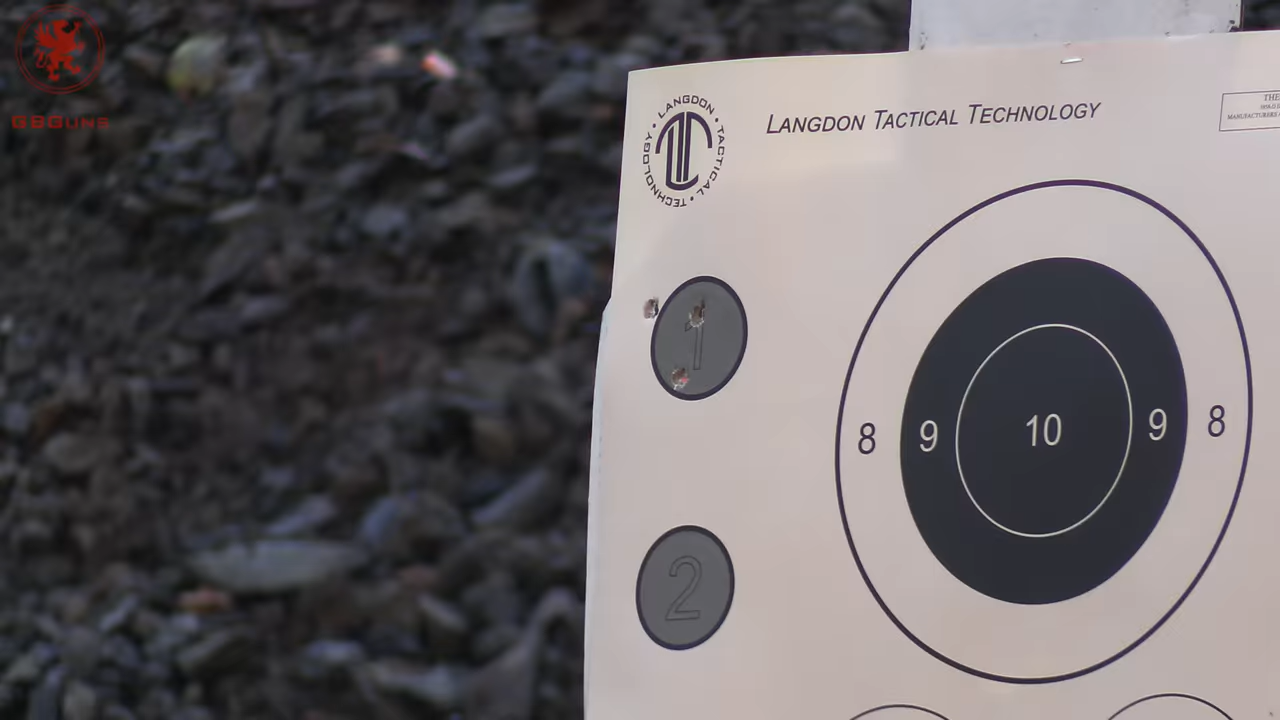 GBGuns
LANGDON • TACTICAL • TECHNOLOGY •
LANGDON TACTICAL TECHNOLOGY
THE
MANUFACTURERS
1
8 9 10 9 8
2